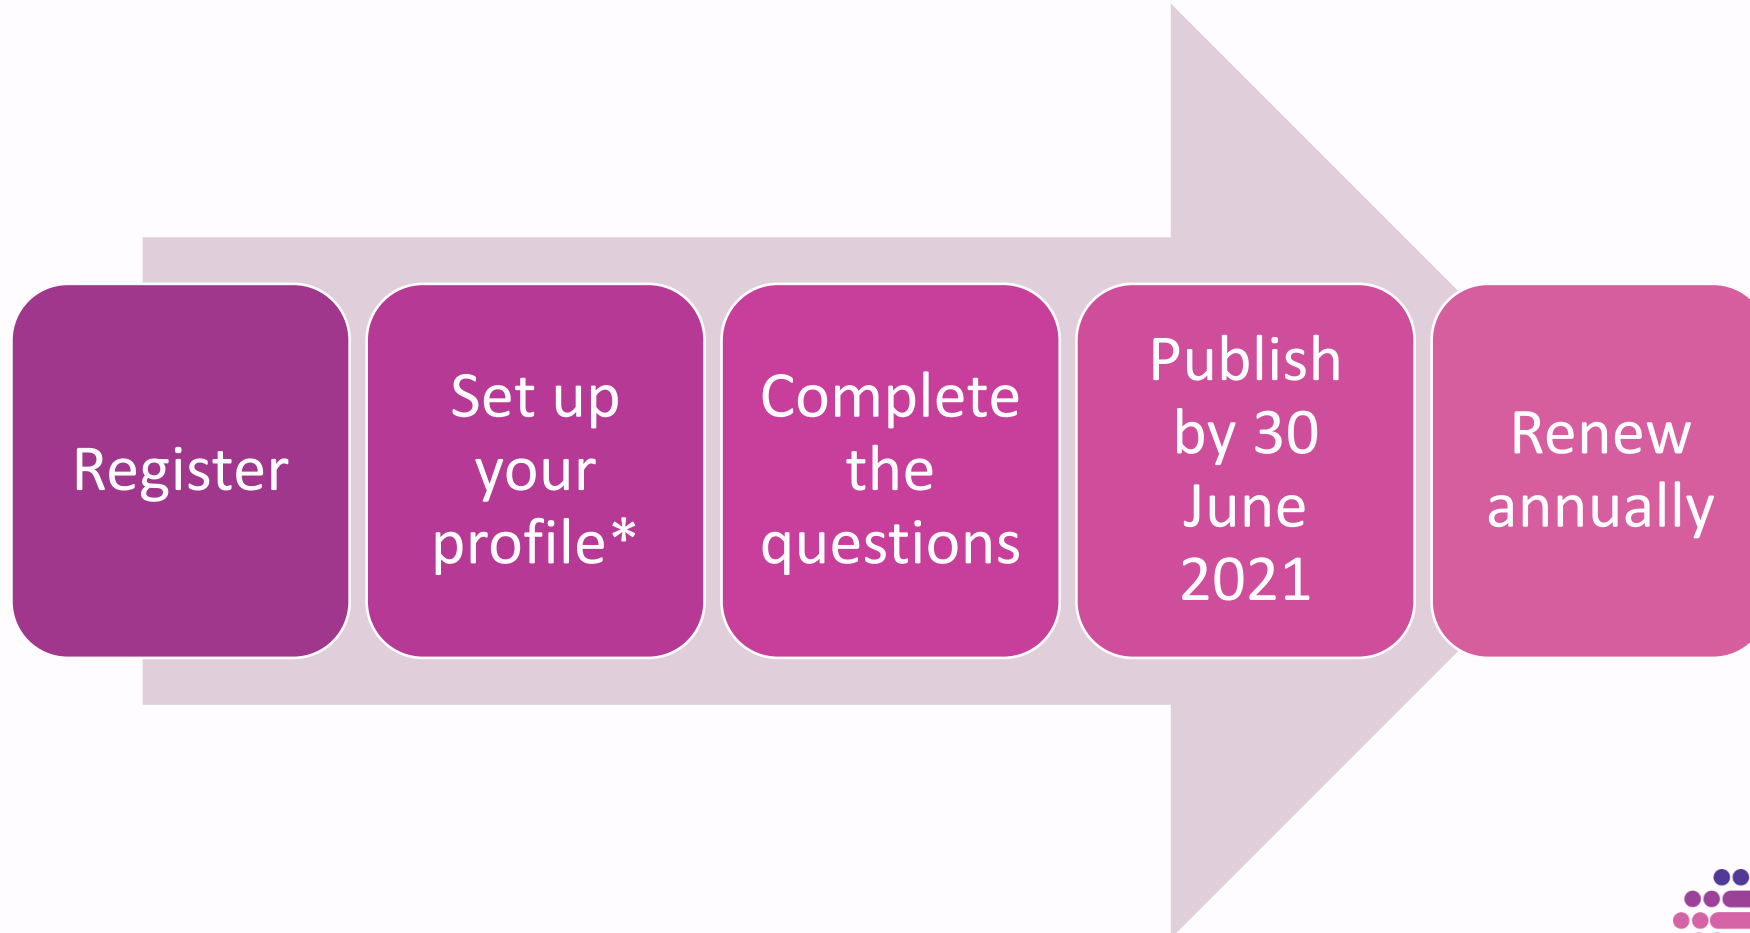 Register
Set up
your
profile*
Complete
the
questions
Publish
by 30
June
2021
Renew
annually